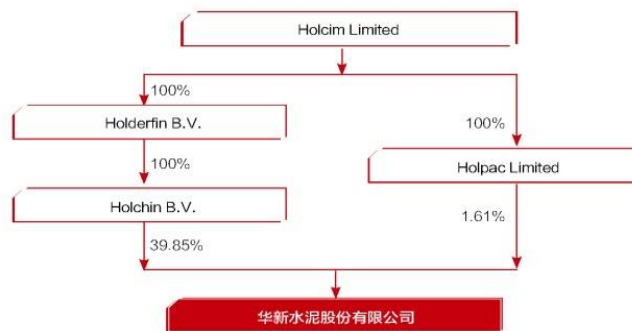 Holcim Limited
100%
100%
Holderfin B.V.
100%
Holpac Limited
Holchin B.V.
1.61%
39.85%
华新水泥股份有限公司